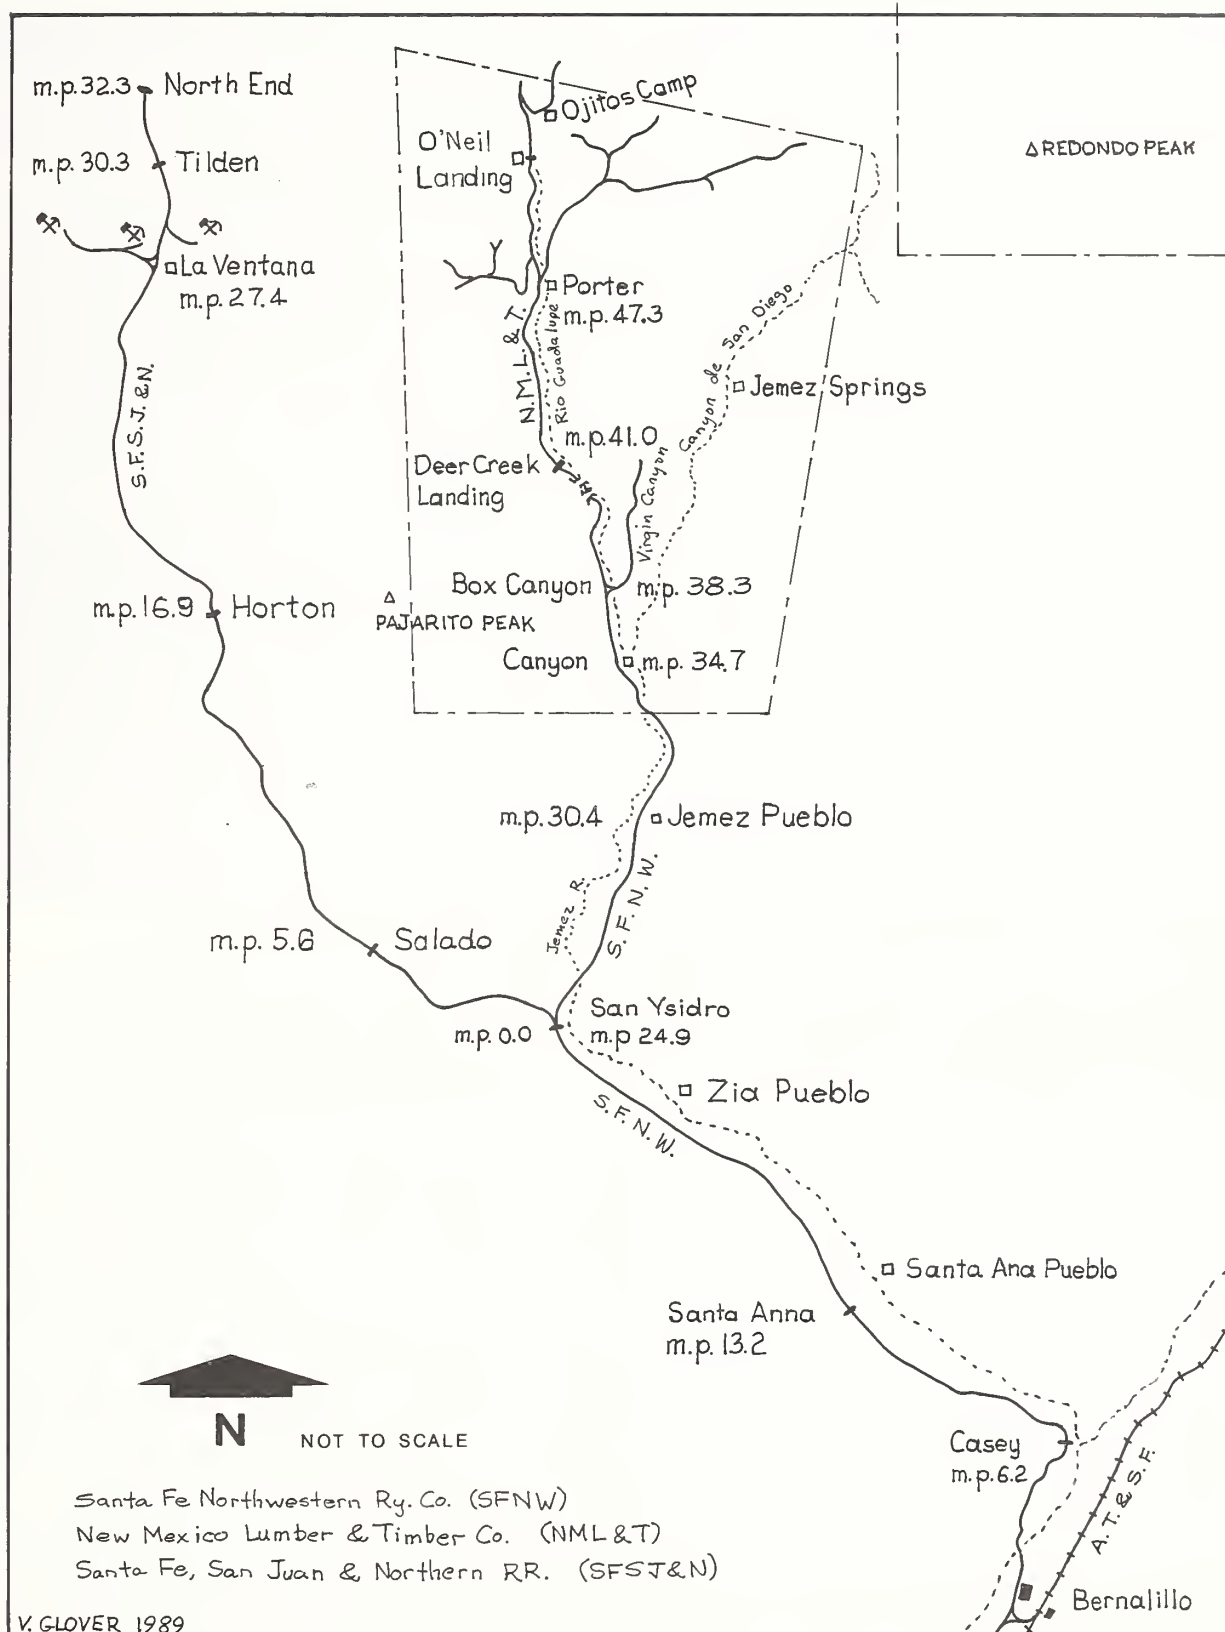 m.p. 32.3 North End
Ojitos Camp
O'Neil
Landing
REDONDO PEAK
m.p. 30.3 Tilden
La Ventana
m.p. 27.4
Porter
m.p. 47.3
N.M.L. & T.
Rio Guadalupe
Canyon de San Diego
Jemez Springs
S.F.S.J.&N.
m.p. 41.0
Deer Creek
Landing
Virgin Canyon
Box Canyon m.p. 38.3
m.p. 16.9 Horton
PAJARITO PEAK
Canyon m.p. 34.7
m.p. 30.4 Jemez Pueblo
S.F.N.W.
Jemez R.
m.p. 5.6 Salado
San Ysidro
m.p. 0.0 m.p 24.9
Zia Pueblo
S.F.N.W.
Santa Ana Pueblo
Santa Anna
m.p. 13.2
N NOT TO SCALE
Casey
m.p. 6.2
A.T. & S.F.
Santa Fe Northwestern Ry. Co. (SFNW)
New Mexico Lumber & Timber Co. (NML&T)
Santa Fe, San Juan & Northern RR. (SFSJ&N)
Bernalillo
V. GLOVER 1989